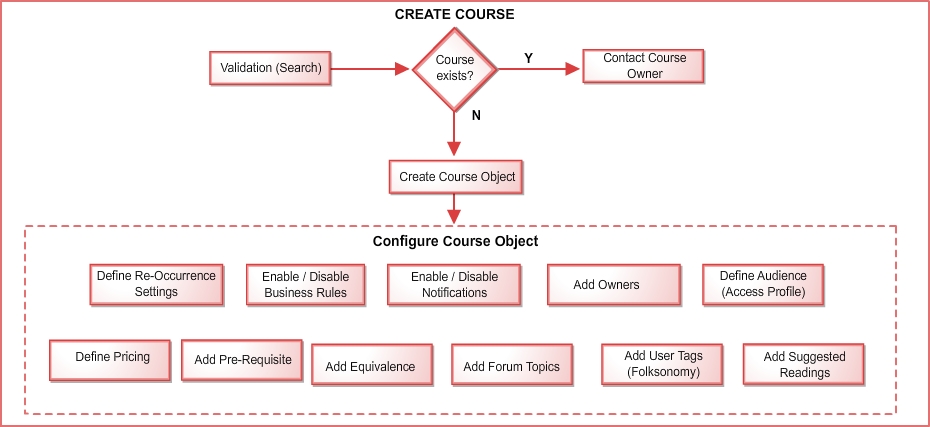 CREATE COURSE
Validation (Search)
Course
exists?
Y
Contact Course
Owner
N
Create Course Object
Configure Course Object
Define Re-Occurrence
Settings
Enable / Disable
Business Rules
Enable / Disable
Notifications
Add Owners
Define Audience
(Access Profile)
Define Pricing
Add Pre-Requisite
Add Equivalence
Add Forum Topics
Add User Tags
(Folksonomy)
Add Suggested
Readings